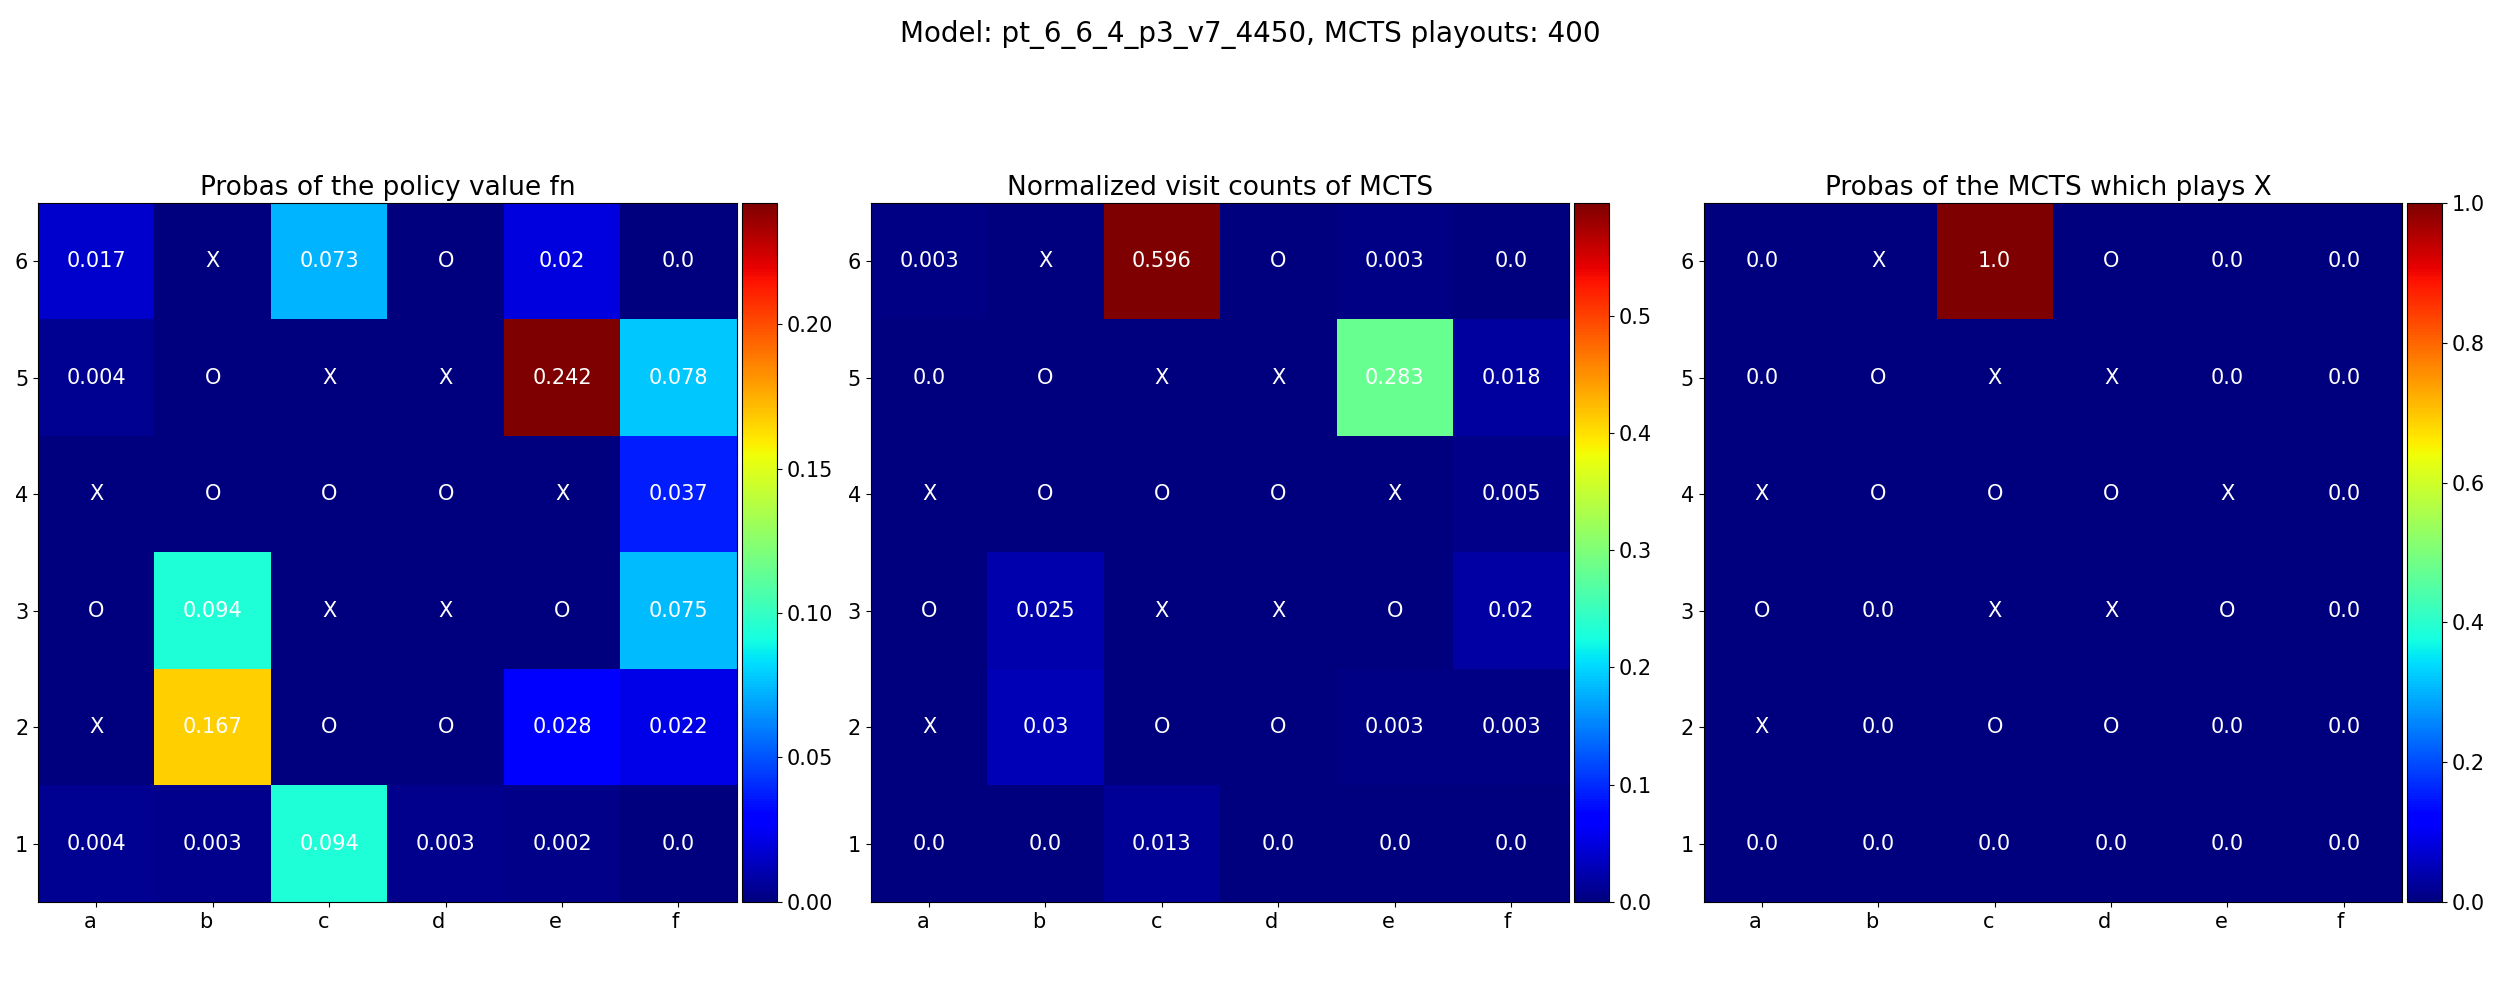 Model: pt_6_6_4_p3_v7_4450, MCTS playouts: 400
Probas of the policy value fn
6 0.017 X 0.073 O 0.02 0.0
5 0.004 O X X 0.242 0.078
4 X O O O X 0.037
3 O 0.094 X X O 0.075
2 X 0.167 O O 0.028 0.022
1 0.004 0.003 0.094 0.003 0.002 0.0
a b c d e f
0.20
0.15
0.10
0.05
0.00
Normalized visit counts of MCTS
6 0.003 X 0.596 O 0.003 0.0
5 0.0 O X X 0.283 0.018
4 X O O O X 0.005
3 O 0.025 X X O 0.02
2 X 0.03 O O 0.003 0.003
1 0.0 0.0 0.013 0.0 0.0 0.0
a b c d e f
0.5
0.4
0.3
0.2
0.1
0.0
Probas of the MCTS which plays X
6 0.0 X 1.0 O 0.0 0.0
5 0.0 O X X 0.0 0.0
4 X O O O X 0.0
3 O 0.0 X X O 0.0
2 X 0.0 O O 0.0 0.0
1 0.0 0.0 0.0 0.0 0.0 0.0
a b c d e f
1.0
0.8
0.6
0.4
0.2
0.0